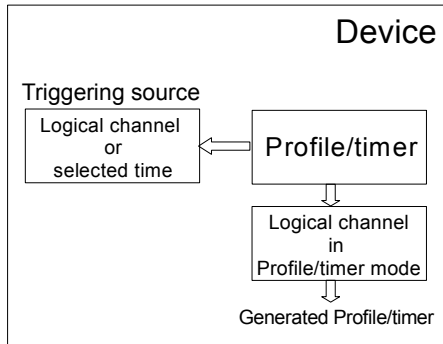 Device
Triggering source
Logical channel
or
selected time
Profile/timer
Logical channel
in
Profile/timer mode
Generated Profile/timer